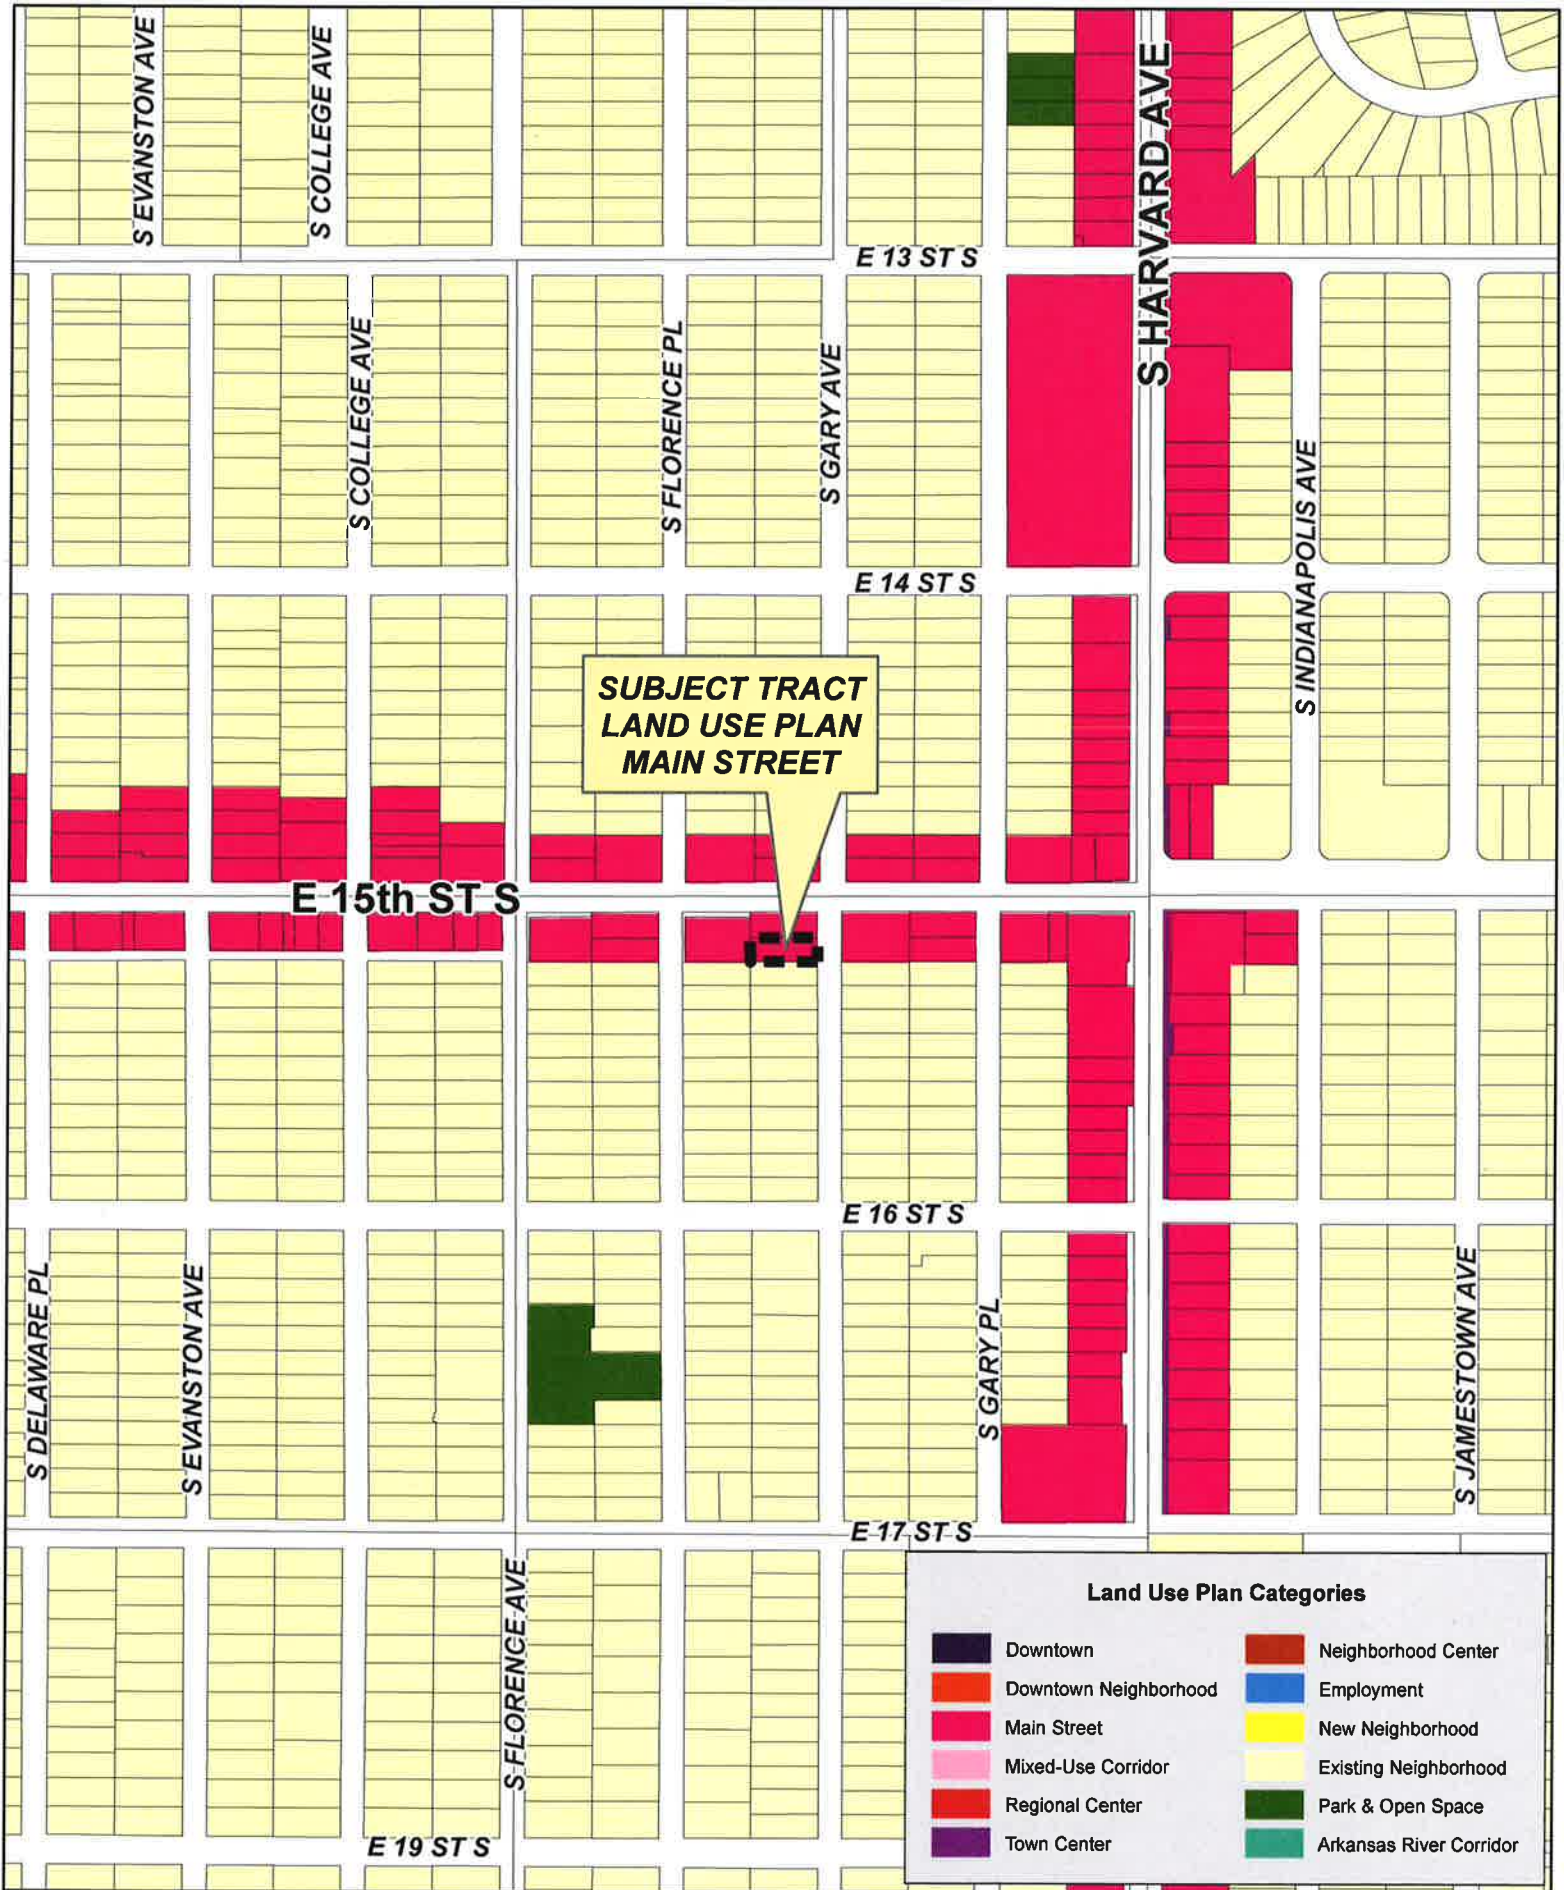 S EVANSTON AVE
S COLLEGE AVE
S HARVARD AVE
E 13 ST S
S COLLEGE AVE
S FLORENCE PL
S GARY AVE
S INDIANAPOLIS AVE
E 14 ST S
SUBJECT TRACT
LAND USE PLAN
MAIN STREET
E 15th ST S
E 16 ST S
S DELAWARE PL
S EVANSTON AVE
S GARY PL
S JAMESTOWN AVE
E 17 ST S
S FLORENCE AVE
E 19 ST S
Land Use Plan Categories
Downtown
Downtown Neighborhood
Main Street
Mixed-Use Corridor
Regional Center
Town Center
Neighborhood Center
Employment
New Neighborhood
Existing Neighborhood
Park & Open Space
Arkansas River Corridor